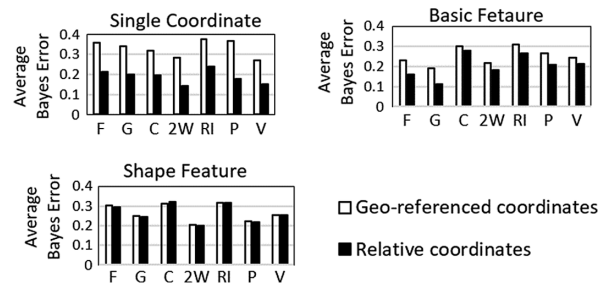 Single Coordinate
Average
Bayes Error
0.4
0.3
0.2
0.1
0
F G C 2W RI P V
Basic Fetaure
Average
Bayes Error
0.4
0.3
0.2
0.1
0
F G C 2W RI P V
Shape Feature
Average
Bayes Error
0.4
0.3
0.2
0.1
0
F G C 2W RI P V
Geo-referenced coordinates
Relative coordinates